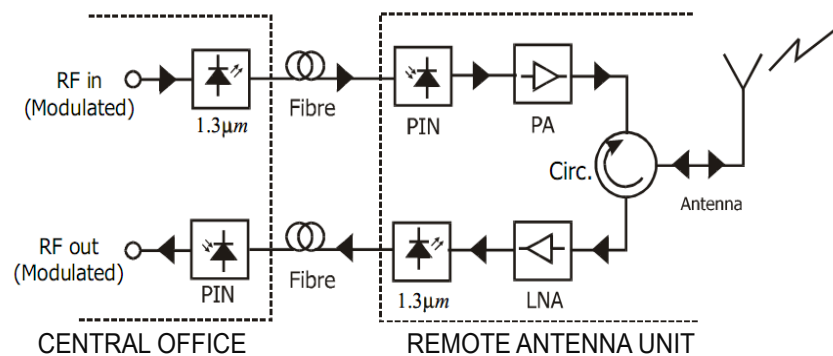 RF in
(Modulated)
1.3μm
Fibre
PIN
PA
Circ.
Antenna
RF out
(Modulated)
PIN
Fibre
1.3μm
LNA
CENTRAL OFFICE
REMOTE ANTENNA UNIT